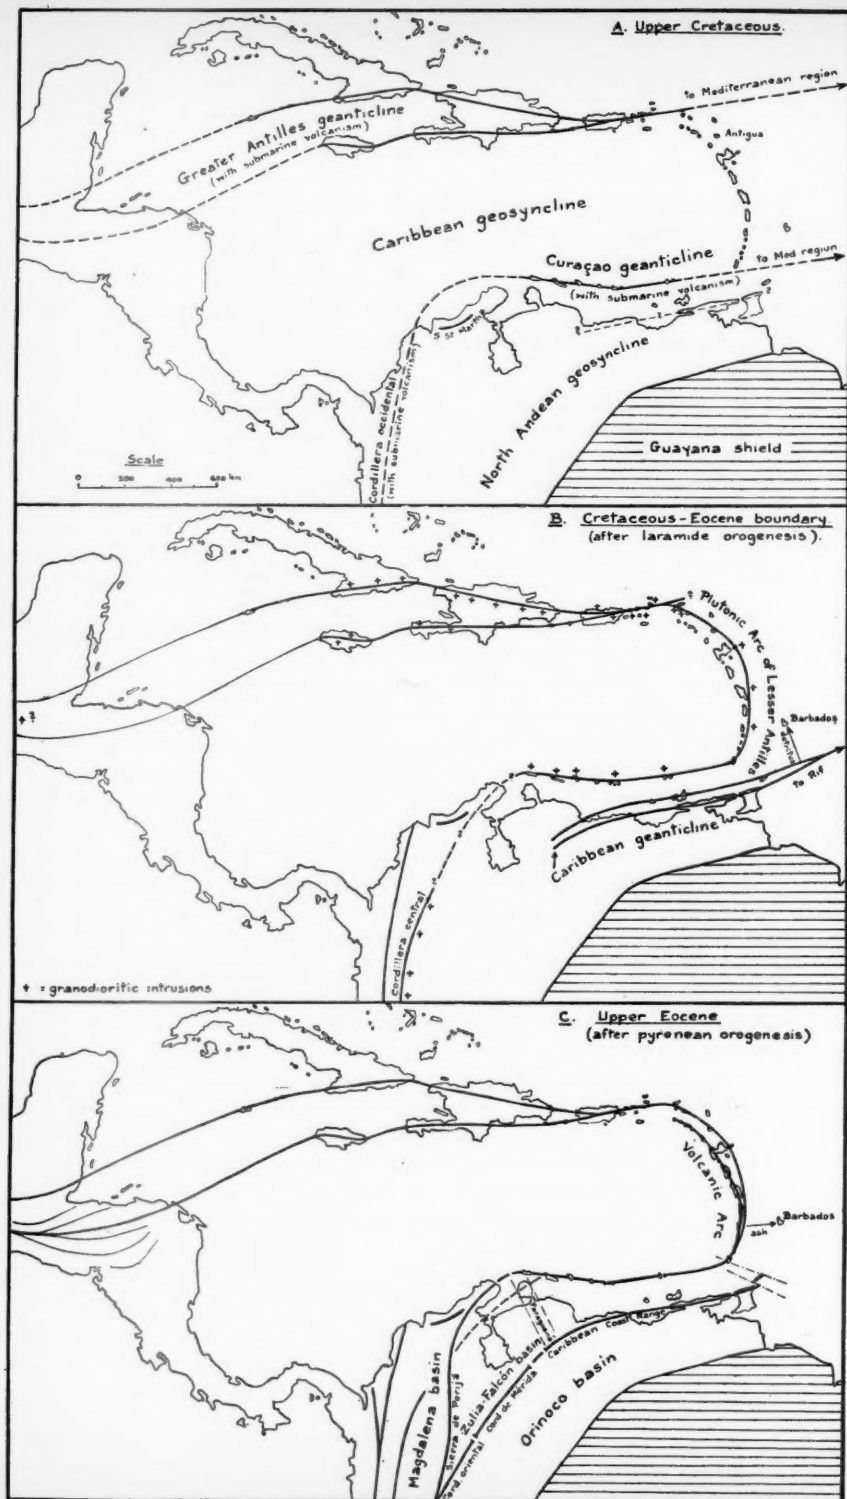 A. Upper Cretaceous.
to Mediterranean region
Antigua
Greater Antilles geanticline
(with submarine volcanism)
Caribbean geosyncline
Curaçao geanticline
(with submarine volcanism)
to Med region
B
S St Martha
?
?
?
?
Cordillera occidental
(with submarine volcanism)
North Andean geosyncline
Guayana shield
Scale
0 200 400 600 km
B. Cretaceous-Eocene boundary.
(after laramide orogenesis).
?
Plutonic Arc of Lesser Antilles
+?
Barbados
detritus
to Rif
Caribbean geanticline
Cordillera central
+ = granodioritic intrusions
C. Upper Eocene
(after pyrenean orogenesis)
Volcanic Arc
Barbados
ash
Caribbean Coast Range
Zulia-Falcón basin
Cord de Mérida
Orinoco basin
Sierra de Perijá
Magdalena basin
Cord. oriental